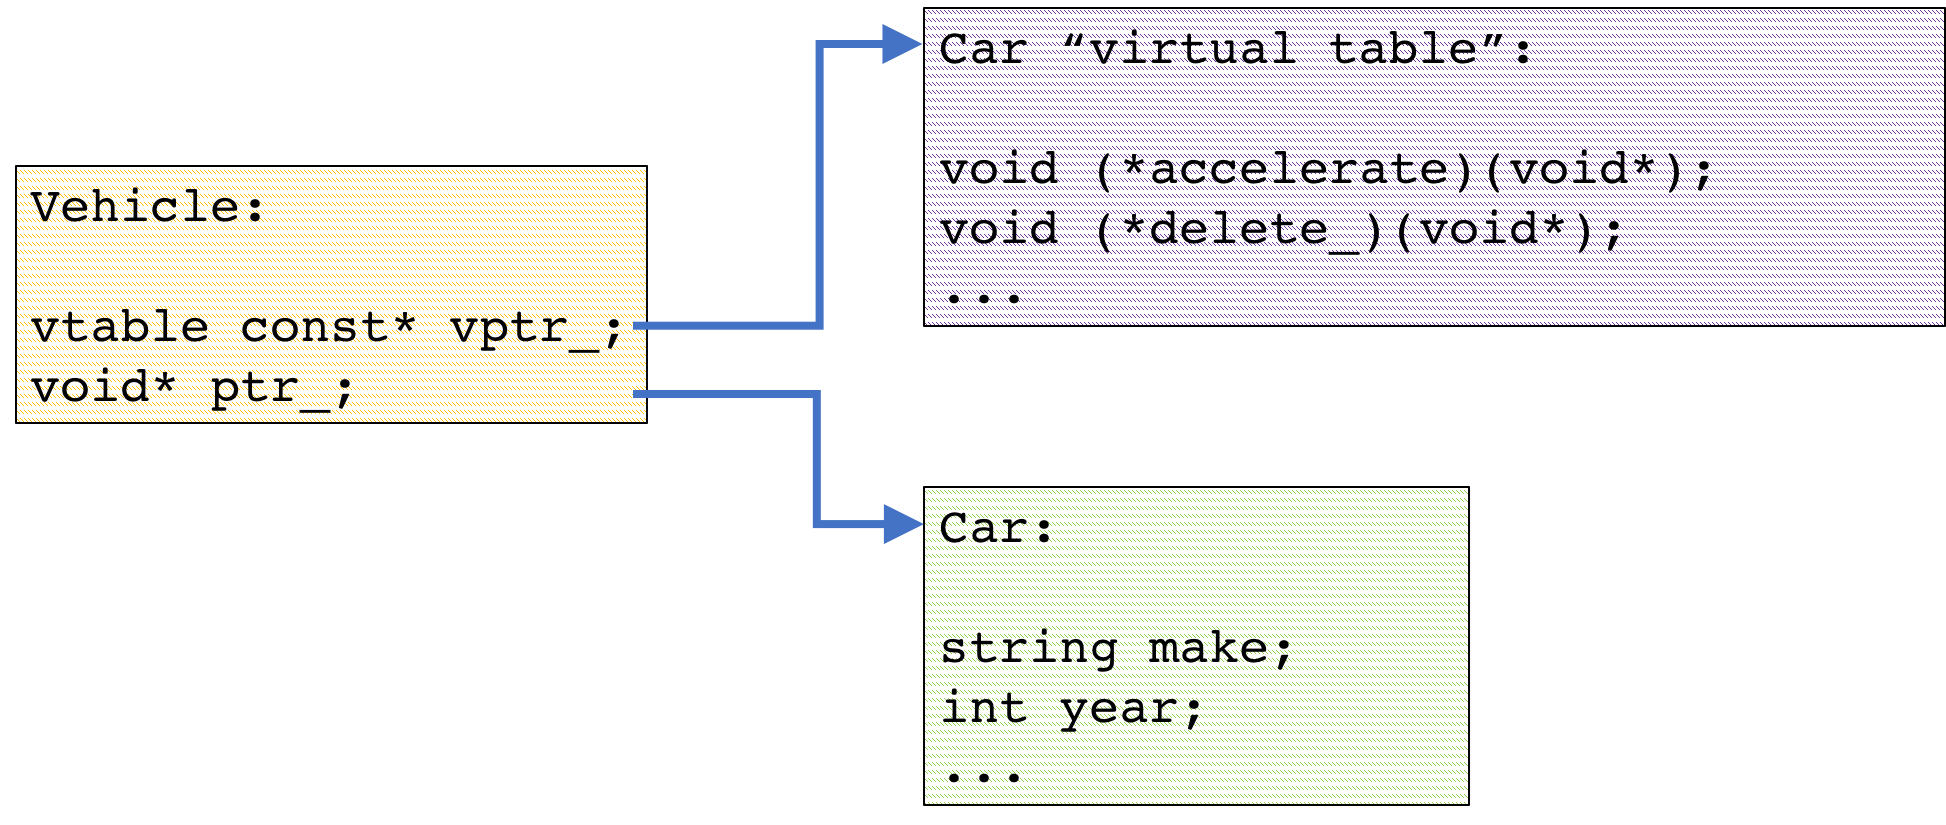 Vehicle:
vtable const* vptr_;
void* ptr_;
Car “virtual table”:
void (*accelerate)(void*);
void (*delete_)(void*);
...
Car:
string make;
int year;
...